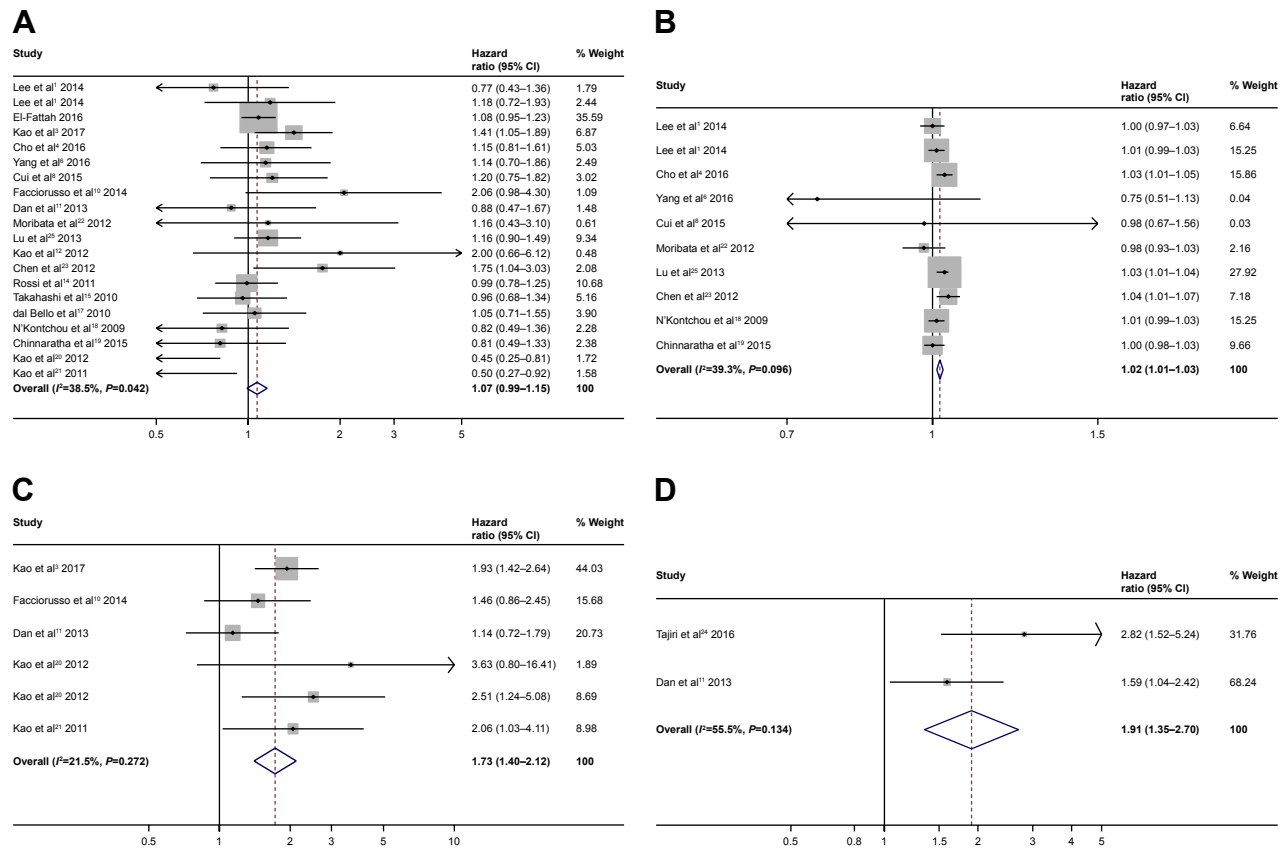 A
Study Hazard ratio (95% CI) % Weight
Lee et al¹ 2014 0.77 (0.43–1.36) 1.79
Lee et al¹ 2014 1.18 (0.72–1.93) 2.44
El-Fattah 2016 1.08 (0.95–1.23) 35.59
Kao et al³ 2017 1.41 (1.05–1.89) 6.87
Cho et al⁴ 2016 1.15 (0.81–1.61) 5.03
Yang et al⁶ 2016 1.14 (0.70–1.86) 2.49
Cui et al⁸ 2015 1.20 (0.75–1.82) 3.02
Facciorusso et al¹⁰ 2014 2.06 (0.98–4.30) 1.09
Dan et al¹¹ 2013 0.88 (0.47–1.67) 1.48
Moribata et al²² 2012 1.16 (0.43–3.10) 0.61
Lu et al²⁵ 2013 1.16 (0.90–1.49) 9.34
Kao et al¹² 2012 2.00 (0.66–6.12) 0.48
Chen et al²³ 2012 1.75 (1.04–3.03) 2.08
Rossi et al¹⁴ 2011 0.99 (0.78–1.25) 10.68
Takahashi et al¹⁵ 2010 0.96 (0.68–1.34) 5.16
dal Bello et al¹⁷ 2010 1.05 (0.71–1.55) 3.90
N'Kontchou et al¹⁸ 2009 0.82 (0.49–1.36) 2.28
Chinnaratha et al¹⁹ 2015 0.81 (0.49–1.33) 2.38
Kao et al²⁰ 2012 0.45 (0.25–0.81) 1.72
Kao et al²¹ 2011 0.50 (0.27–0.92) 1.58
Overall (I²=38.5%, P=0.042) 1.07 (0.99–1.15) 100
0.5 1 2 3 5
B
Study Hazard ratio (95% CI) % Weight
Lee et al¹ 2014 1.00 (0.97–1.03) 6.64
Lee et al¹ 2014 1.01 (0.99–1.03) 15.25
Cho et al⁴ 2016 1.03 (1.01–1.05) 15.86
Yang et al⁶ 2016 0.75 (0.51–1.13) 0.04
Cui et al⁸ 2015 0.98 (0.67–1.56) 0.03
Moribata et al²² 2012 0.98 (0.93–1.03) 2.16
Lu et al²⁵ 2013 1.03 (1.01–1.04) 27.92
Chen et al²³ 2012 1.04 (1.01–1.07) 7.18
N'Kontchou et al¹⁸ 2009 1.01 (0.99–1.03) 15.25
Chinnaratha et al¹⁹ 2015 1.00 (0.98–1.03) 9.66
Overall (I²=39.3%, P=0.096) 1.02 (1.01–1.03) 100
0.7 1 1.5
C
Study Hazard ratio (95% CI) % Weight
Kao et al³ 2017 1.93 (1.42–2.64) 44.03
Facciorusso et al¹⁰ 2014 1.46 (0.86–2.45) 15.68
Dan et al¹¹ 2013 1.14 (0.72–1.79) 20.73
Kao et al²⁰ 2012 3.63 (0.80–16.41) 1.89
Kao et al²⁰ 2012 2.51 (1.24–5.08) 8.69
Kao et al²¹ 2011 2.06 (1.03–4.11) 8.98
Overall (I²=21.5%, P=0.272) 1.73 (1.40–2.12) 100
0.5 1 2 3 5 10
D
Study Hazard ratio (95% CI) % Weight
Tajiri et al²⁴ 2016 2.82 (1.52–5.24) 31.76
Dan et al¹¹ 2013 1.59 (1.04–2.42) 68.24
Overall (I²=55.5%, P=0.134) 1.91 (1.35–2.70) 100
0.5 0.8 1 1.5 2 3 4 5